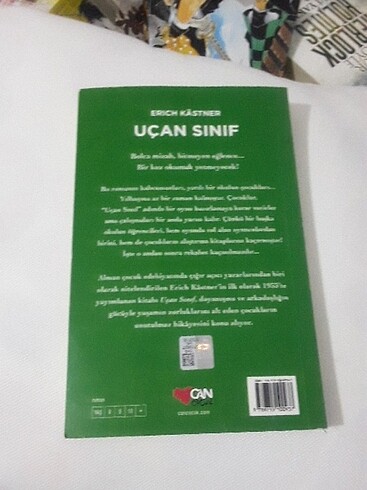 ERICH KÄSTNER
UÇAN SINIF
Bolca mizah, bitmeyen eğlence...
Bir kez okumak yetmeyecek!
Bu romanın kahramanları, yatılı bir okulun çocukları...
Yılbaşına az bir zaman kalmıştır. Çocuklar,
"Uçan Sınıf" adında bir oyun hazırlamaya karar verirler
ama çalışmaları bir anda yarım kalır. Çünkü bir başka
okulun öğrencileri, hem oyunda rol alan oyunculardan
birini, hem de çocukların alıştırma kitaplarını kaçırmıştır!
İşte o andan sonra rekabet kaçınılmazdır...
Alman çocuk edebiyatında çığır açıcı yazarlarından biri
olarak nitelendirilen Erich Kästner'in ilk olarak 1933'te
yayımlanan kitabı Uçan Sınıf, dayanışma ve arkadaşlığın
gücüyle yaşamın zorluklarını alt eden çocukların
unutulmaz hikâyesini konu alıyor.
CAN